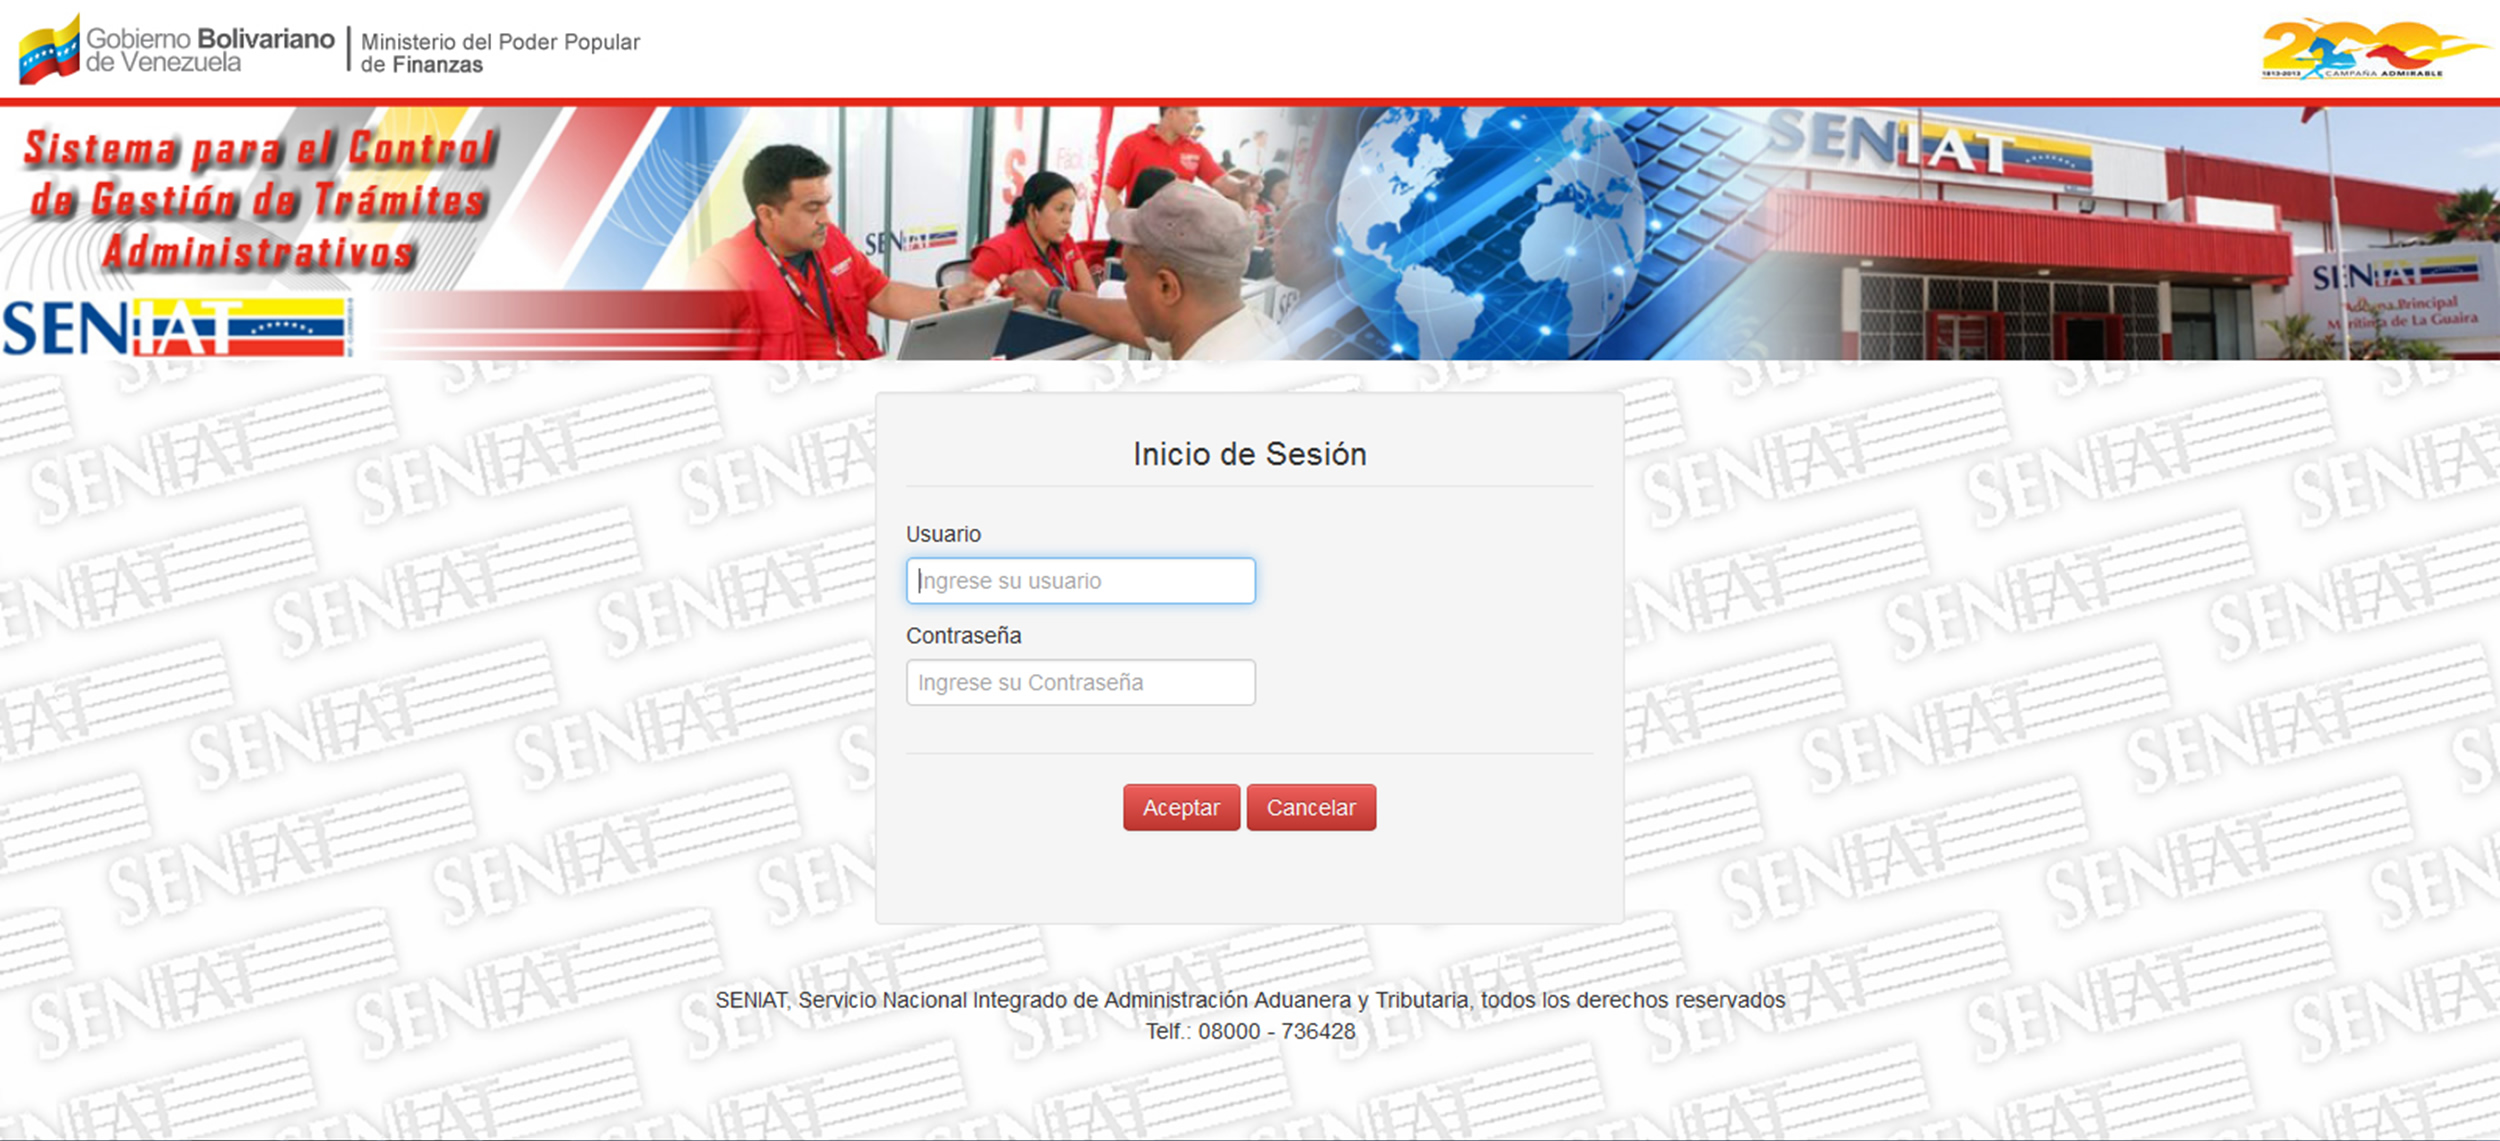 Gobierno Bolivariano
de Venezuela
Ministerio del Poder Popular
de Finanzas
200
1813-2013 CAMPAÑA ADMIRABLE
Sistema para el Control
de Gestión de Trámites
Administrativos
SENIAT
SENIAT
SENIAT
SENIAT
Aduana Principal
Marítima de La Guaira
Inicio de Sesión
Usuario
Ingrese su usuario
Contraseña
Ingrese su Contraseña
Aceptar Cancelar
SENIAT, Servicio Nacional Integrado de Administración Aduanera y Tributaria, todos los derechos reservados
Telf.: 08000 - 736428